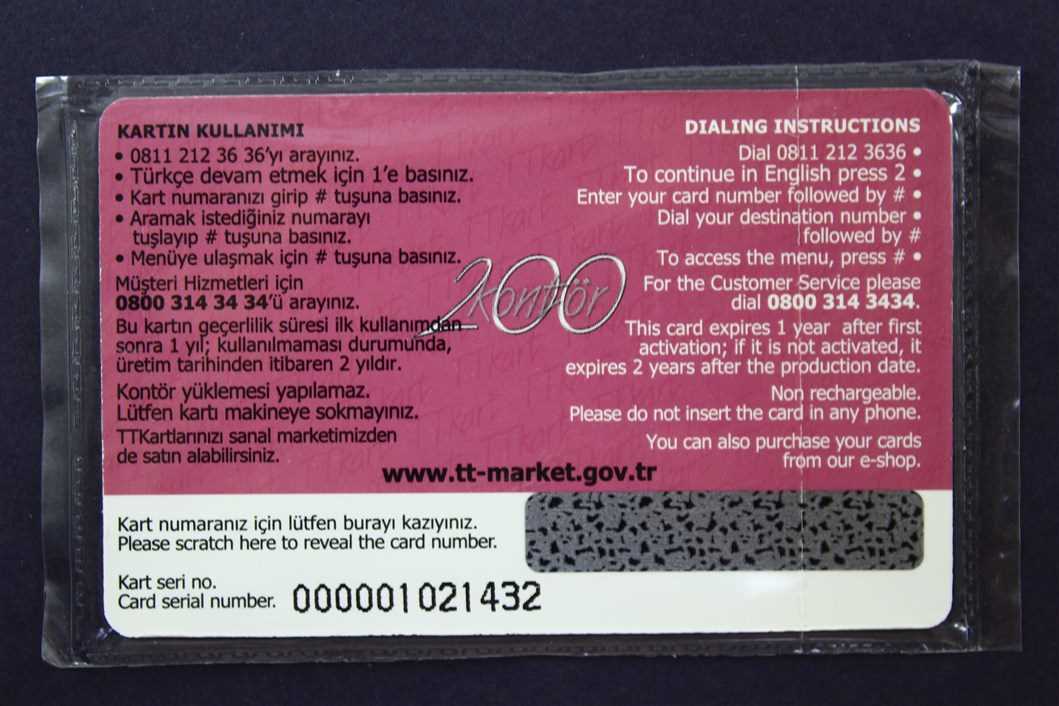 KARTIN KULLANIMI
• 0811 212 36 36'yı arayınız.
• Türkçe devam etmek için 1'e basınız.
• Kart numaranızı girip # tuşuna basınız.
• Aramak istediğiniz numarayı
tuşlayıp # tuşuna basınız.
• Menüye ulaşmak için # tuşuna basınız.
Müşteri Hizmetleri için
0800 314 34 34'ü arayınız.
Bu kartın geçerlilik süresi ilk kullanımdan
sonra 1 yıl; kullanılmaması durumunda,
üretim tarihinden itibaren 2 yıldır.
Kontör yüklemesi yapılamaz.
Lütfen kartı makineye sokmayınız.
TTKartlarınızı sanal marketimizden
de satın alabilirsiniz.
200 Kontör
DIALING INSTRUCTIONS
Dial 0811 212 3636 •
To continue in English press 2 •
Enter your card number followed by # •
Dial your destination number •
followed by #
To access the menu, press # •
For the Customer Service please
dial 0800 314 3434.
This card expires 1 year after first
activation; if it is not activated, it
expires 2 years after the production date.
Non rechargeable.
Please do not insert the card in any phone.
You can also purchase your cards
from our e-shop.
www.tt-market.gov.tr
Kart numaranız için lütfen burayı kazıyınız.
Please scratch here to reveal the card number.
Kart seri no.
Card serial number. 000001021432